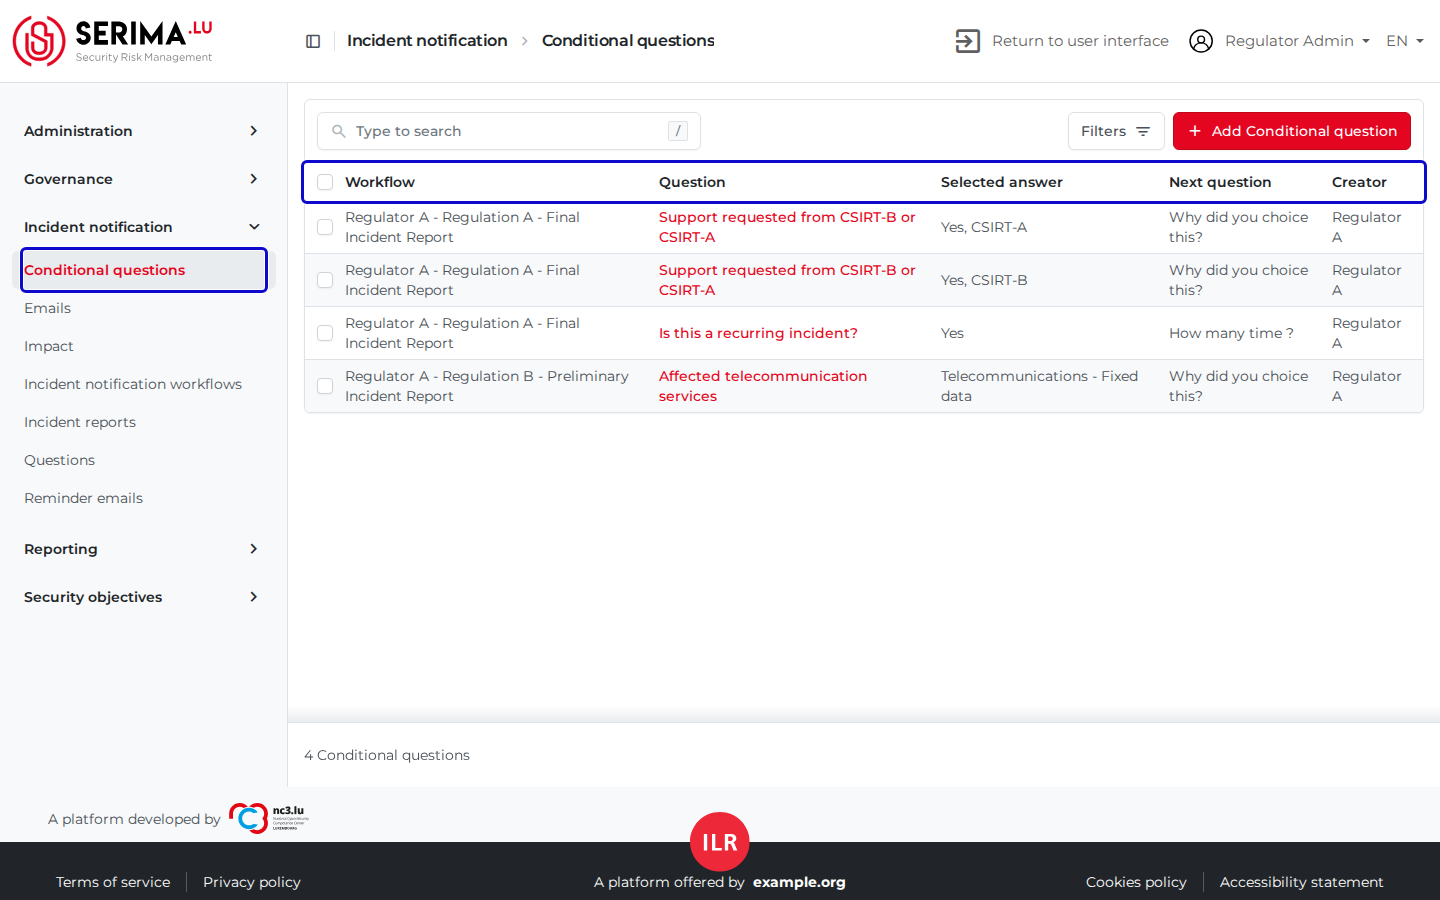 SERIMA.LU
Security Risk Management
Incident notification > Conditional questions
Return to user interface
Regulator Admin
EN
Administration
Governance
Incident notification
Conditional questions
Emails
Impact
Incident notification workflows
Incident reports
Questions
Reminder emails
Reporting
Security objectives
Type to search /
Filters
+ Add Conditional question
Workflow Question Selected answer Next question Creator
Regulator A - Regulation A - Final Incident Report Support requested from CSIRT-B or CSIRT-A Yes, CSIRT-A Why did you choice this? Regulator A
Regulator A - Regulation A - Final Incident Report Support requested from CSIRT-B or CSIRT-A Yes, CSIRT-B Why did you choice this? Regulator A
Regulator A - Regulation A - Final Incident Report Is this a recurring incident? Yes How many time ? Regulator A
Regulator A - Regulation B - Preliminary Incident Report Affected telecommunication services Telecommunications - Fixed data Why did you choice this? Regulator A
4 Conditional questions
A platform developed by
nc3.lu
LUXEMBOURG
ILR
Terms of service
Privacy policy
A platform offered by example.org
Cookies policy
Accessibility statement